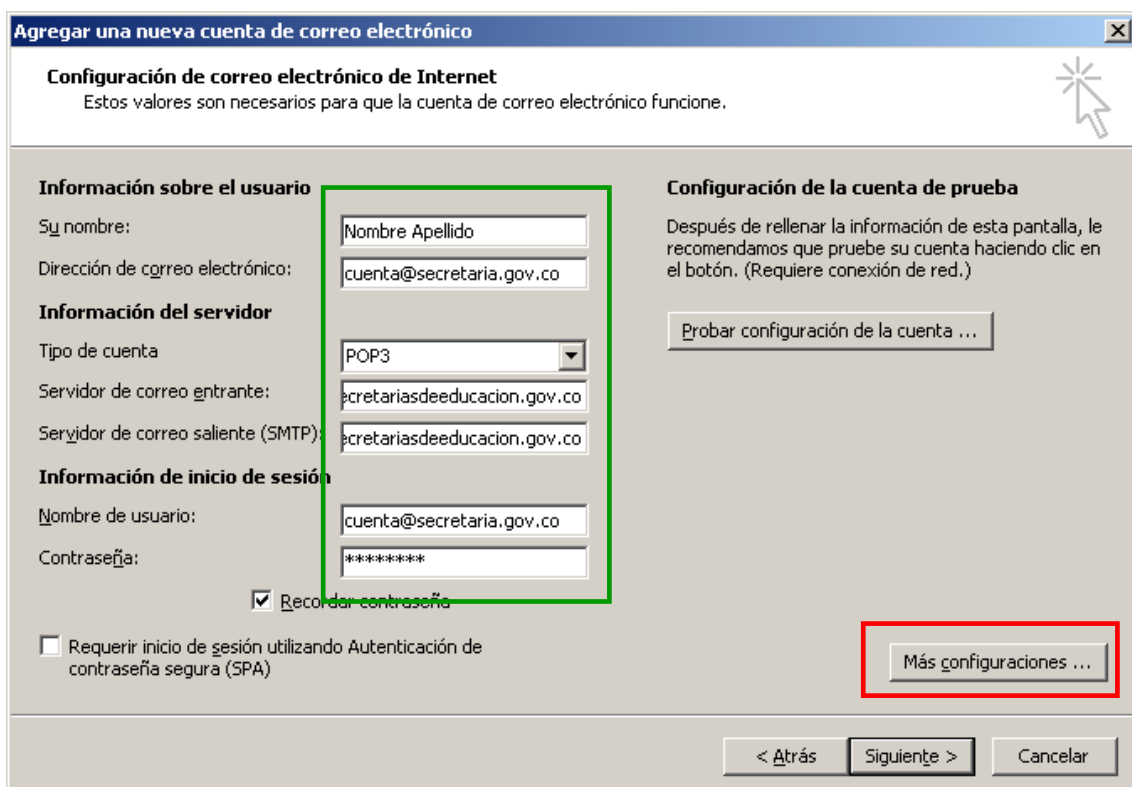 Agregar una nueva cuenta de correo electrónico
Configuración de correo electrónico de Internet
Estos valores son necesarios para que la cuenta de correo electrónico funcione.
Información sobre el usuario
Su nombre:
Nombre Apellido
Dirección de correo electrónico:
cuenta@secretaria.gov.co
Información del servidor
Tipo de cuenta
POP3
Servidor de correo entrante:
ecretariasdeeducacion.gov.co
Servidor de correo saliente (SMTP):
ecretariasdeeducacion.gov.co
Información de inicio de sesión
Nombre de usuario:
cuenta@secretaria.gov.co
Contraseña:
********
Recordar contraseña
Requerir inicio de sesión utilizando Autenticación de
contraseña segura (SPA)
Configuración de la cuenta de prueba
Después de rellenar la información de esta pantalla, le
recomendamos que pruebe su cuenta haciendo clic en
el botón. (Requiere conexión de red.)
Probar configuración de la cuenta ...
Más configuraciones ...
< Atrás
Siguiente >
Cancelar